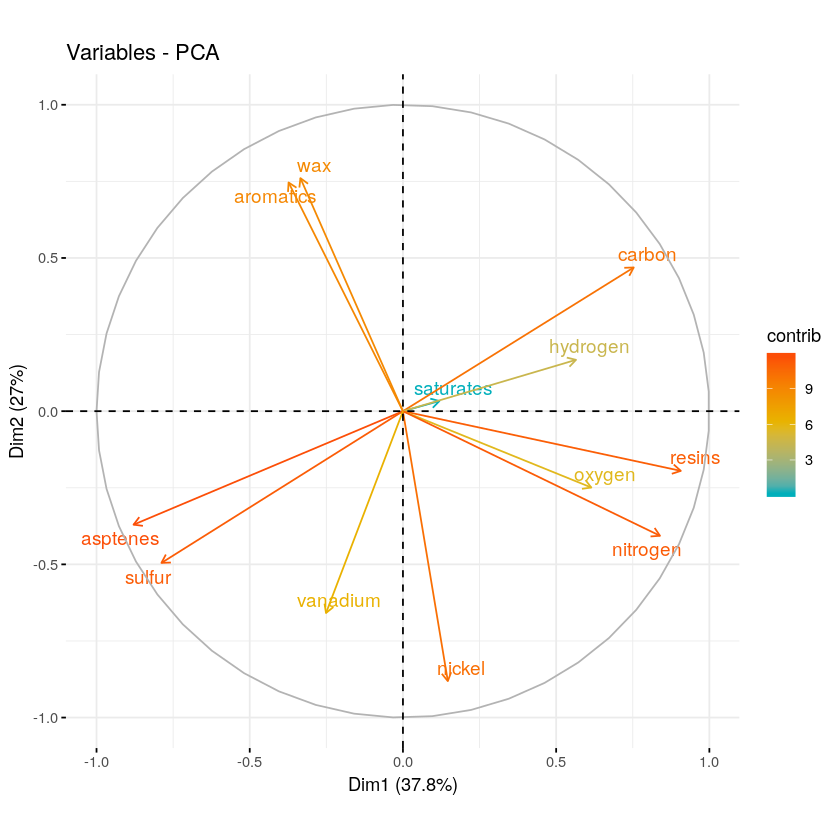 Variables - PCA
1.0
wax
aromatics
0.5
carbon
hydrogen
saturates
0.0
resins
oxygen
asptenes
nitrogen
-0.5
sulfur
vanadium
nickel
-1.0
-1.0 -0.5 0.0 0.5 1.0
Dim1 (37.8%)
Dim2 (27%)
contrib
9
6
3